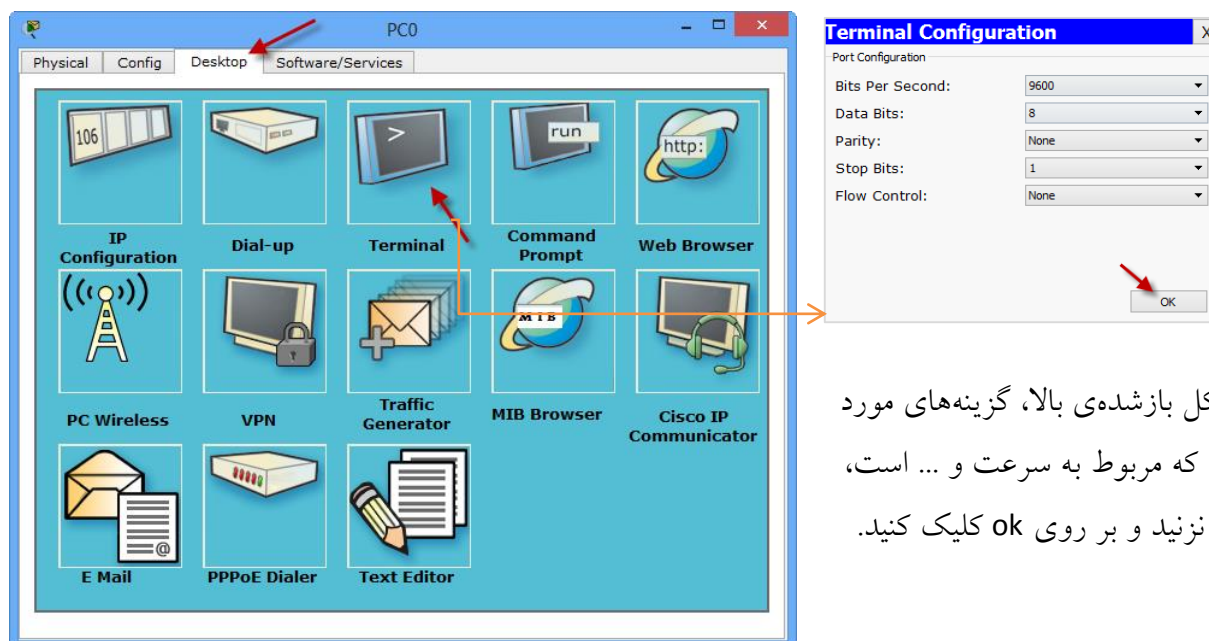 PC0
Physical Config Desktop Software/Services
106
>
run
http:
IP Configuration
Dial-up
Terminal
Command Prompt
Web Browser
MIB
PC Wireless
VPN
Traffic Generator
MIB Browser
Cisco IP Communicator
@
E Mail
PPPoE Dialer
Text Editor
Terminal Configuration X
Port Configuration
Bits Per Second: 9600
Data Bits: 8
Parity: None
Stop Bits: 1
Flow Control: None
OK
بازشده‌ی بالا، گزینه‌های مورد
که مربوط به سرعت و ... است،
نزنید و بر روی ok کلیک کنید.